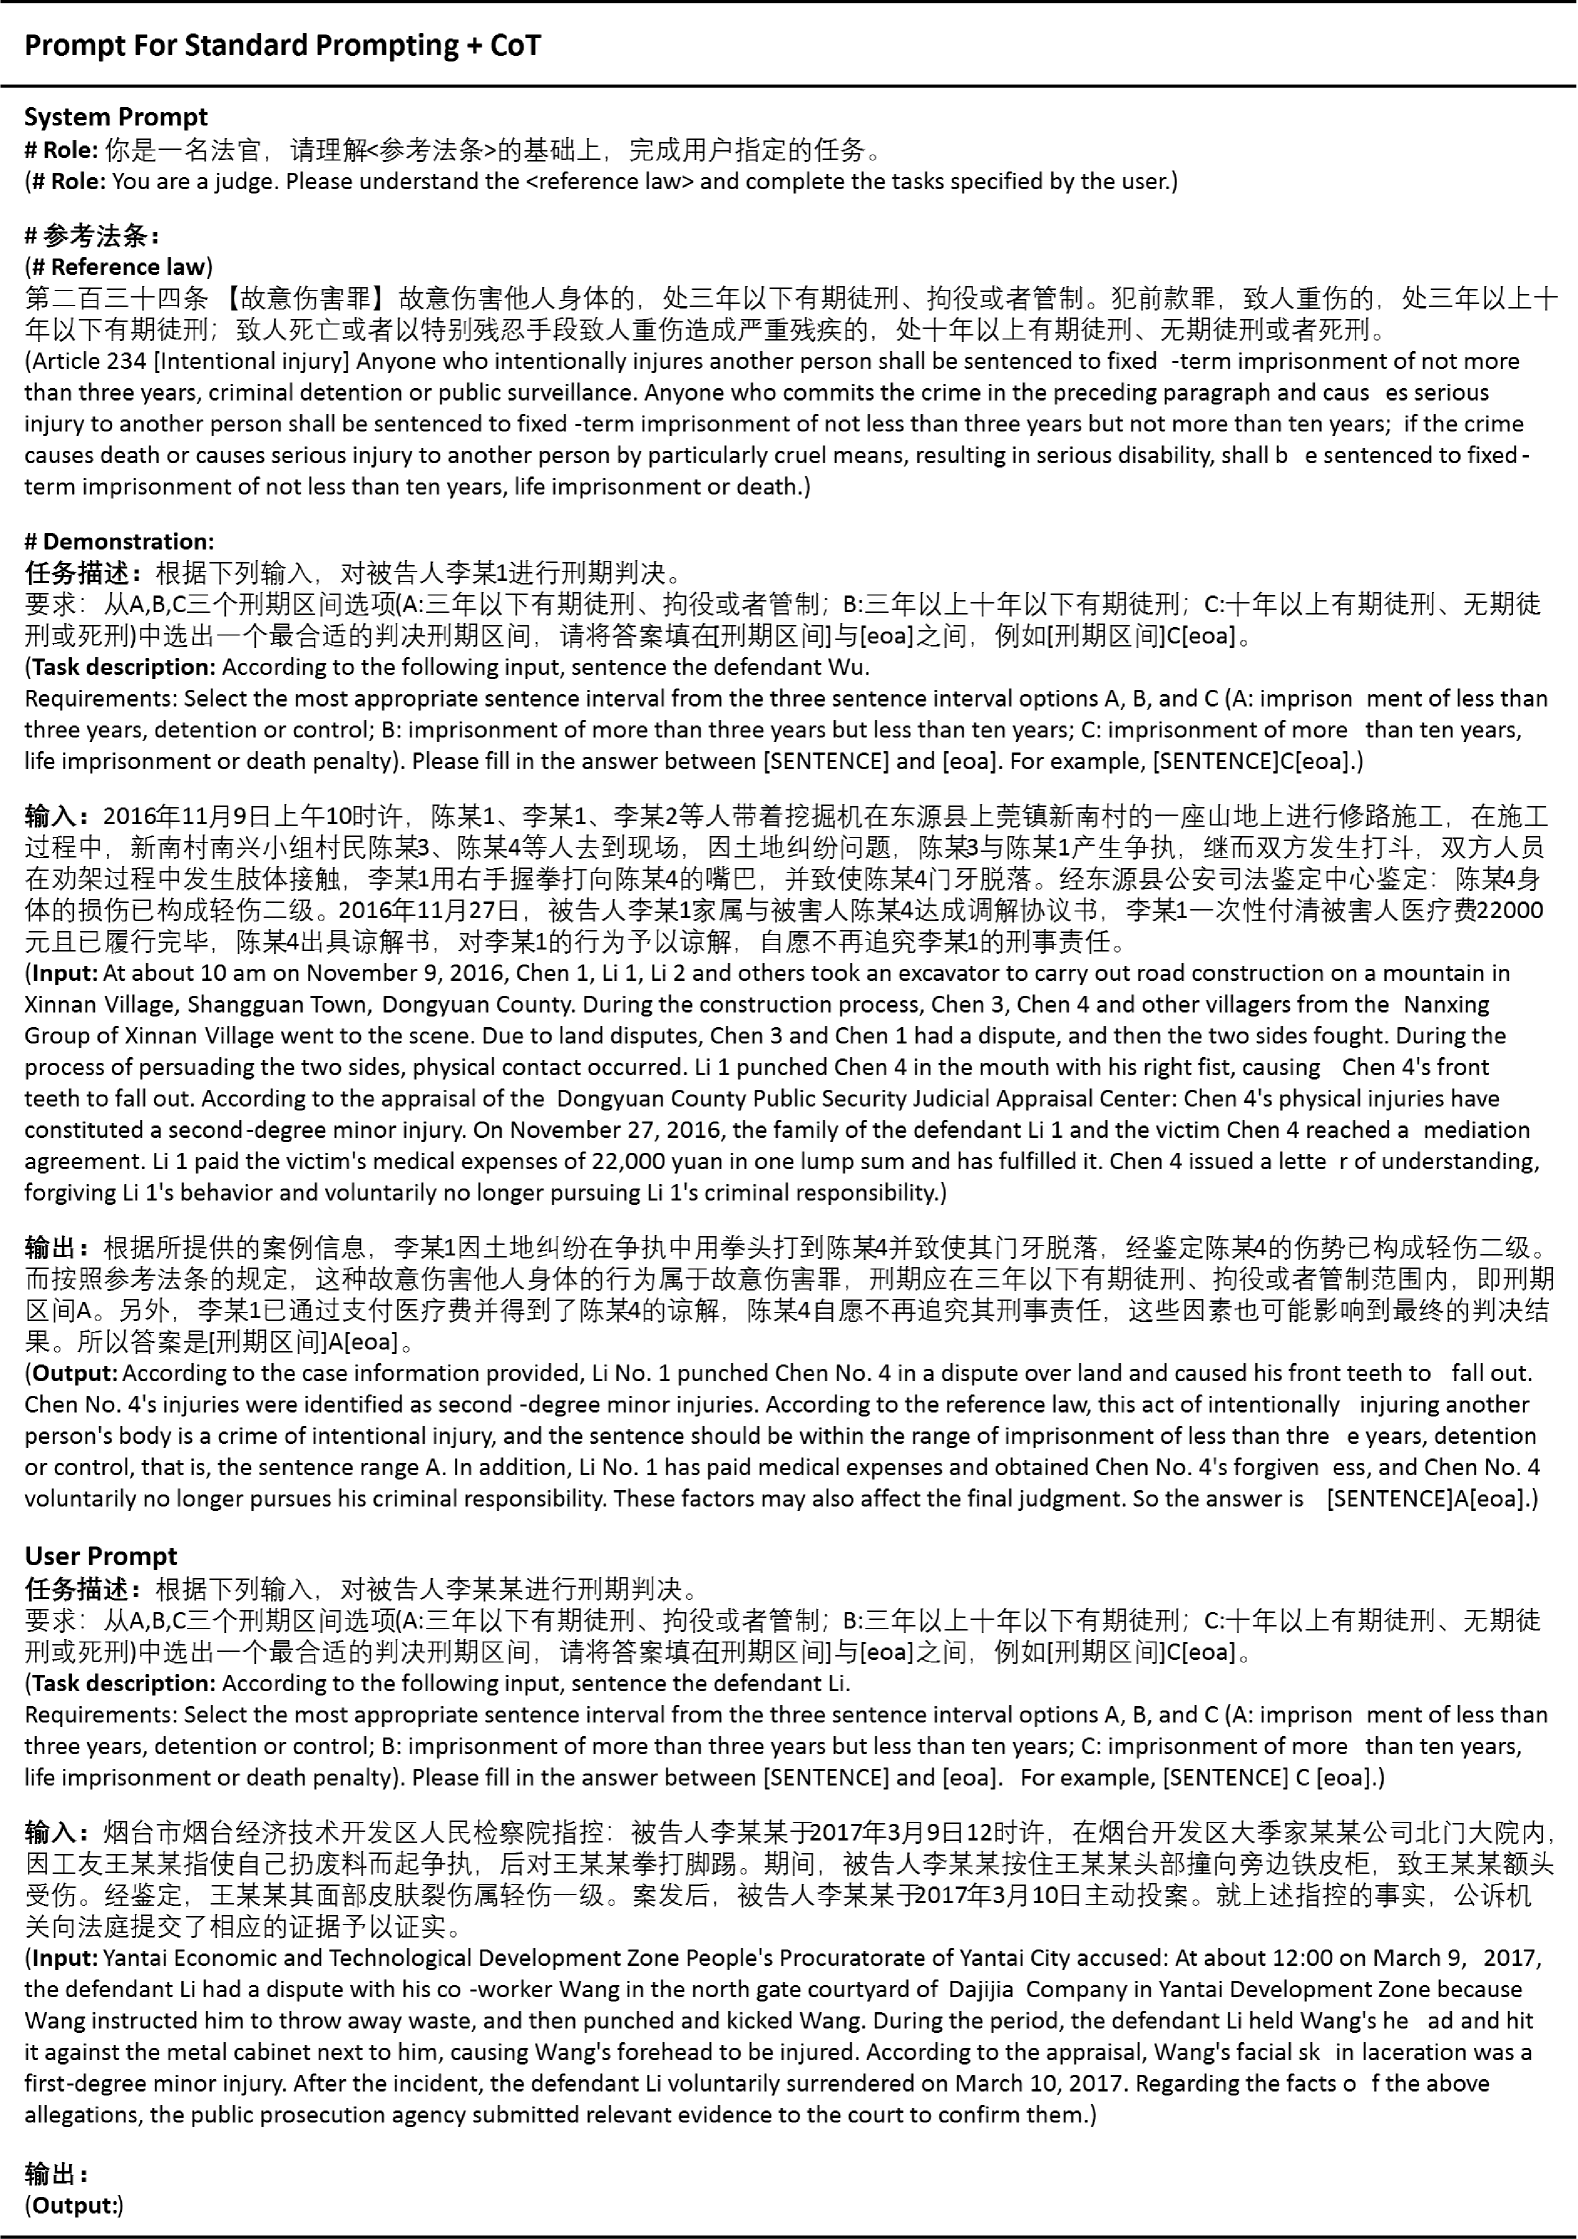 Prompt For Standard Prompting + CoT
System Prompt
# Role: 你是一名法官，请理解<参考法条>的基础上，完成用户指定的任务。
(# Role: You are a judge. Please understand the <reference law> and complete the tasks specified by the user.)
# 参考法条：
(# Reference law)
第二百三十四条 【故意伤害罪】故意伤害他人身体的，处三年以下有期徒刑、拘役或者管制。犯前款罪，致人重伤的，处三年以上十
年以下有期徒刑；致人死亡或者以特别残忍手段致人重伤造成严重残疾的，处十年以上有期徒刑、无期徒刑或者死刑。
(Article 234 [Intentional injury] Anyone who intentionally injures another person shall be sentenced to fixed -term imprisonment of not more
than three years, criminal detention or public surveillance. Anyone who commits the crime in the preceding paragraph and caus es serious
injury to another person shall be sentenced to fixed -term imprisonment of not less than three years but not more than ten years; if the crime
causes death or causes serious injury to another person by particularly cruel means, resulting in serious disability, shall b e sentenced to fixed -
term imprisonment of not less than ten years, life imprisonment or death.)
# Demonstration:
任务描述：根据下列输入，对被告人李某1进行刑期判决。
要求：从A,B,C三个刑期区间选项(A:三年以下有期徒刑、拘役或者管制；B:三年以上十年以下有期徒刑；C:十年以上有期徒刑、无期徒
刑或死刑)中选出一个最合适的判决刑期区间，请将答案填在[刑期区间]与[eoa]之间，例如[刑期区间]C[eoa]。
(Task description: According to the following input, sentence the defendant Wu.
Requirements: Select the most appropriate sentence interval from the three sentence interval options A, B, and C (A: imprison ment of less than
three years, detention or control; B: imprisonment of more than three years but less than ten years; C: imprisonment of more than ten years,
life imprisonment or death penalty). Please fill in the answer between [SENTENCE] and [eoa]. For example, [SENTENCE]C[eoa].)
输入：2016年11月9日上午10时许，陈某1、李某1、李某2等人带着挖掘机在东源县上莞镇新南村的一座山地上进行修路施工，在施工
过程中，新南村南兴小组村民陈某3、陈某4等人去到现场，因土地纠纷问题，陈某3与陈某1产生争执，继而双方发生打斗，双方人员
在劝架过程中发生肢体接触，李某1用右手握拳打向陈某4的嘴巴，并致使陈某4门牙脱落。经东源县公安司法鉴定中心鉴定：陈某4身
体的损伤已构成轻伤二级。2016年11月27日，被告人李某1家属与被害人陈某4达成调解协议书，李某1一次性付清被害人医疗费22000
元且已履行完毕，陈某4出具谅解书，对李某1的行为予以谅解，自愿不再追究李某1的刑事责任。
(Input: At about 10 am on November 9, 2016, Chen 1, Li 1, Li 2 and others took an excavator to carry out road construction on a mountain in
Xinnan Village, Shangguan Town, Dongyuan County. During the construction process, Chen 3, Chen 4 and other villagers from the Nanxing
Group of Xinnan Village went to the scene. Due to land disputes, Chen 3 and Chen 1 had a dispute, and then the two sides fought. During the
process of persuading the two sides, physical contact occurred. Li 1 punched Chen 4 in the mouth with his right fist, causing Chen 4's front
teeth to fall out. According to the appraisal of the Dongyuan County Public Security Judicial Appraisal Center: Chen 4's physical injuries have
constituted a second-degree minor injury. On November 27, 2016, the family of the defendant Li 1 and the victim Chen 4 reached a mediation
agreement. Li 1 paid the victim's medical expenses of 22,000 yuan in one lump sum and has fulfilled it. Chen 4 issued a lette r of understanding,
forgiving Li 1's behavior and voluntarily no longer pursuing Li 1's criminal responsibility.)
输出：根据所提供的案例信息，李某1因土地纠纷在争执中用拳头打到陈某4并致使其门牙脱落，经鉴定陈某4的伤势已构成轻伤二级。
而按照参考法条的规定，这种故意伤害他人身体的行为属于故意伤害罪，刑期应在三年以下有期徒刑、拘役或者管制范围内，即刑期
区间A。另外，李某1已通过支付医疗费并得到了陈某4的谅解，陈某4自愿不再追究其刑事责任，这些因素也可能影响到最终的判决结
果。所以答案是[刑期区间]A[eoa]。
(Output: According to the case information provided, Li No. 1 punched Chen No. 4 in a dispute over land and caused his front teeth to fall out.
Chen No. 4's injuries were identified as second -degree minor injuries. According to the reference law, this act of intentionally injuring another
person's body is a crime of intentional injury, and the sentence should be within the range of imprisonment of less than thre e years, detention
or control, that is, the sentence range A. In addition, Li No. 1 has paid medical expenses and obtained Chen No. 4's forgiven ess, and Chen No. 4
voluntarily no longer pursues his criminal responsibility. These factors may also affect the final judgment. So the answer is [SENTENCE]A[eoa].)
User Prompt
任务描述：根据下列输入，对被告人李某某进行刑期判决。
要求：从A,B,C三个刑期区间选项(A:三年以下有期徒刑、拘役或者管制；B:三年以上十年以下有期徒刑；C:十年以上有期徒刑、无期徒
刑或死刑)中选出一个最合适的判决刑期区间，请将答案填在[刑期区间]与[eoa]之间，例如[刑期区间]C[eoa]。
(Task description: According to the following input, sentence the defendant Li.
Requirements: Select the most appropriate sentence interval from the three sentence interval options A, B, and C (A: imprison ment of less than
three years, detention or control; B: imprisonment of more than three years but less than ten years; C: imprisonment of more than ten years,
life imprisonment or death penalty). Please fill in the answer between [SENTENCE] and [eoa]. For example, [SENTENCE] C [eoa].)
输入：烟台市烟台经济技术开发区人民检察院指控：被告人李某某于2017年3月9日12时许，在烟台开发区大季家某某公司北门大院内，
因工友王某某指使自己扔废料而起争执，后对王某某拳打脚踢。期间，被告人李某某按住王某某头部撞向旁边铁皮柜，致王某某额头
受伤。经鉴定，王某某其面部皮肤裂伤属轻伤一级。案发后，被告人李某某于2017年3月10日主动投案。就上述指控的事实，公诉机
关向法庭提交了相应的证据予以证实。
(Input: Yantai Economic and Technological Development Zone People's Procuratorate of Yantai City accused: At about 12:00 on March 9, 2017,
the defendant Li had a dispute with his co -worker Wang in the north gate courtyard of Dajijia Company in Yantai Development Zone because
Wang instructed him to throw away waste, and then punched and kicked Wang. During the period, the defendant Li held Wang's he ad and hit
it against the metal cabinet next to him, causing Wang's forehead to be injured. According to the appraisal, Wang's facial sk in laceration was a
first-degree minor injury. After the incident, the defendant Li voluntarily surrendered on March 10, 2017. Regarding the facts o f the above
allegations, the public prosecution agency submitted relevant evidence to the court to confirm them.)
输出：
(Output:)